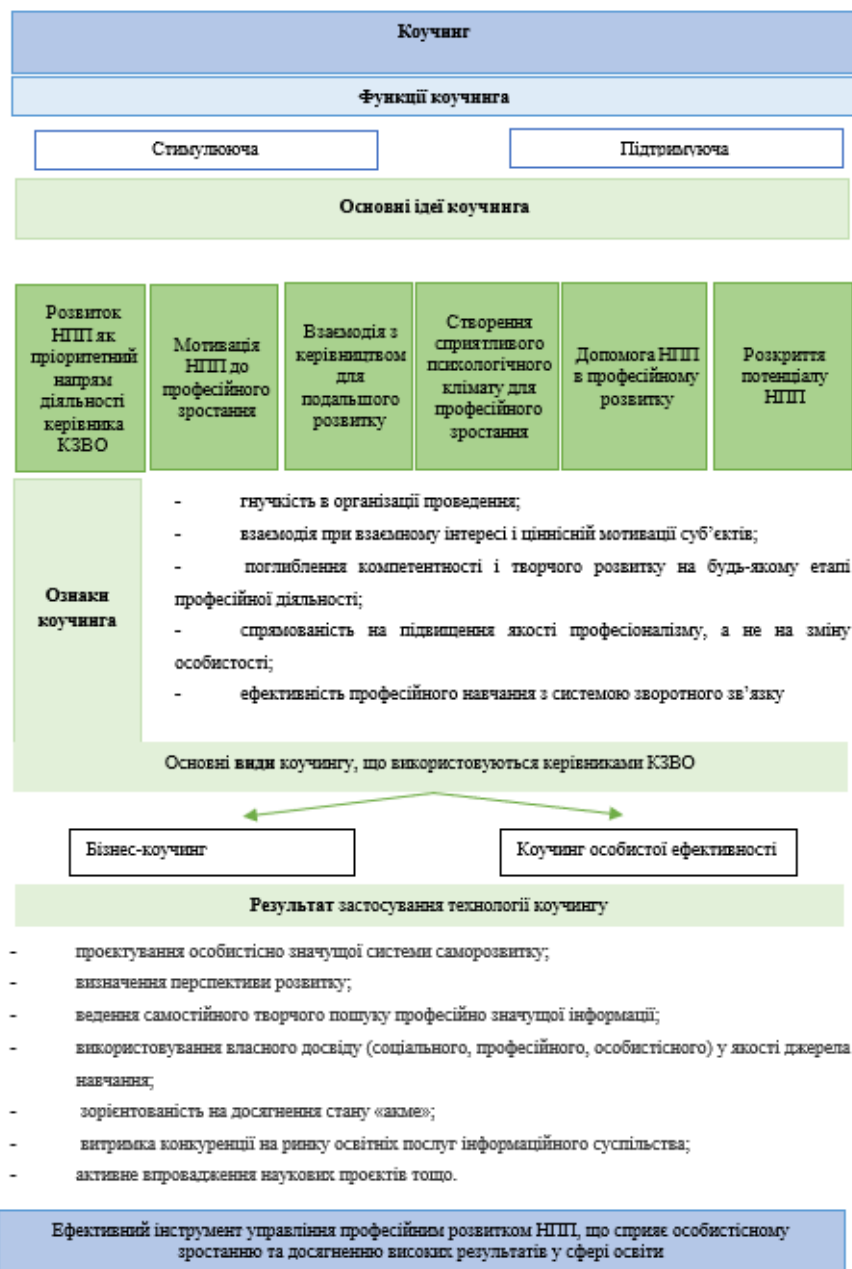 Коучинг
Функції коучинга
Стимулююча
Підтримуюча
Основні ідеї коучинга
Розвиток
НПП як
пріоритетний
напрям
діяльності
керівника
КЗВО
Мотивація
НПП до
професійного
зростання
Взаємодія з
керівництвом
для
подальшого
розвитку
Створення
сприятливого
психологічного
клімату для
професійного
зростання
Допомога НПП
в професійному
розвитку
Розкриття
потенціалу
НПП
Ознаки
коучинга
- гнучкість в організації проведення;
- взаємодія при взаємному інтересі і ціннісній мотивації суб’єктів;
- поглиблення компетентності і творчого розвитку на будь-якому етапі
професійної діяльності;
- спрямованість на підвищення якості професіоналізму, а не на зміну
особистості;
- ефективність професійного навчання з системою зворотного зв’язку
Основні види коучингу, що використовуються керівниками КЗВО
Бізнес-коучинг
Коучинг особистої ефективності
Результат застосування технології коучингу
- проєктування особистісно значущої системи саморозвитку;
- визначення перспективи розвитку;
- ведення самостійного творчого пошуку професійно значущої інформації;
- використовування власного досвіду (соціального, професійного, особистісного) у якості джерела
навчання;
- зорієнтованість на досягнення стану «акме»;
- витримка конкуренції на ринку освітніх послуг інформаційного суспільства;
- активне впровадження наукових проєктів тощо.
Ефективний інструмент управління професійним розвитком НПП, що сприяє особистісному
зростанню та досягненню високих результатів у сфері освіти